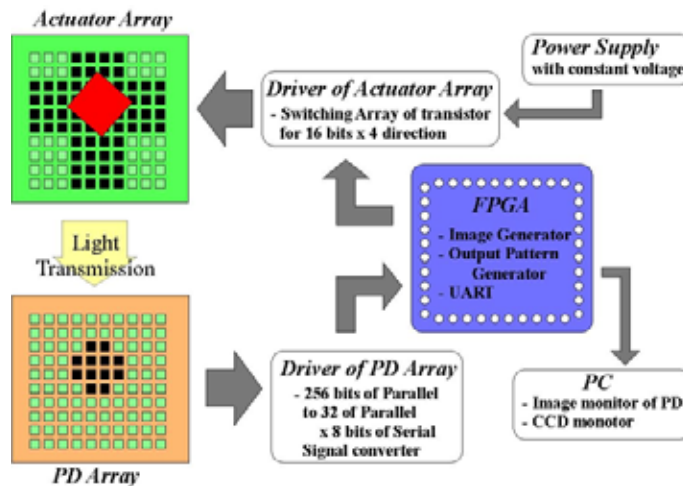 Actuator Array
Power Supply
with constant voltage
Driver of Actuator Array
- Switching Array of transistor
for 16 bits x 4 direction
FPGA
- Image Generator
- Output Pattern
Generator
- UART
Light
Transmission
Driver of PD Array
- 256 bits of Parallel
to 32 of Parallel
x 8 bits of Serial
Signal converter
PC
- Image monitor of PD
- CCD monotor
PD Array